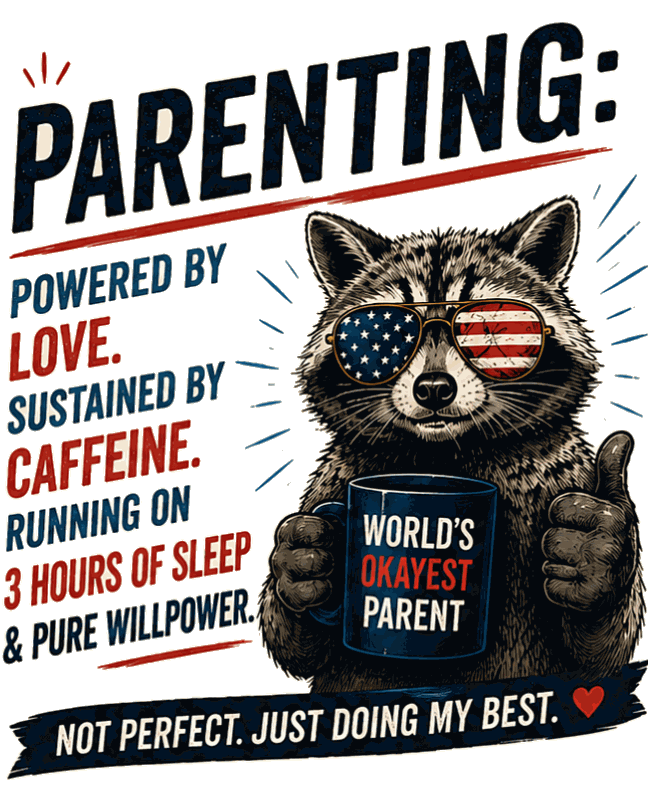 PARENTING:
POWERED BY
LOVE.
SUSTAINED BY
CAFFEINE.
RUNNING ON
3 HOURS OF SLEEP
& PURE WILLPOWER.
WORLD'S
OKAYEST
PARENT
NOT PERFECT. JUST DOING MY BEST. ❤